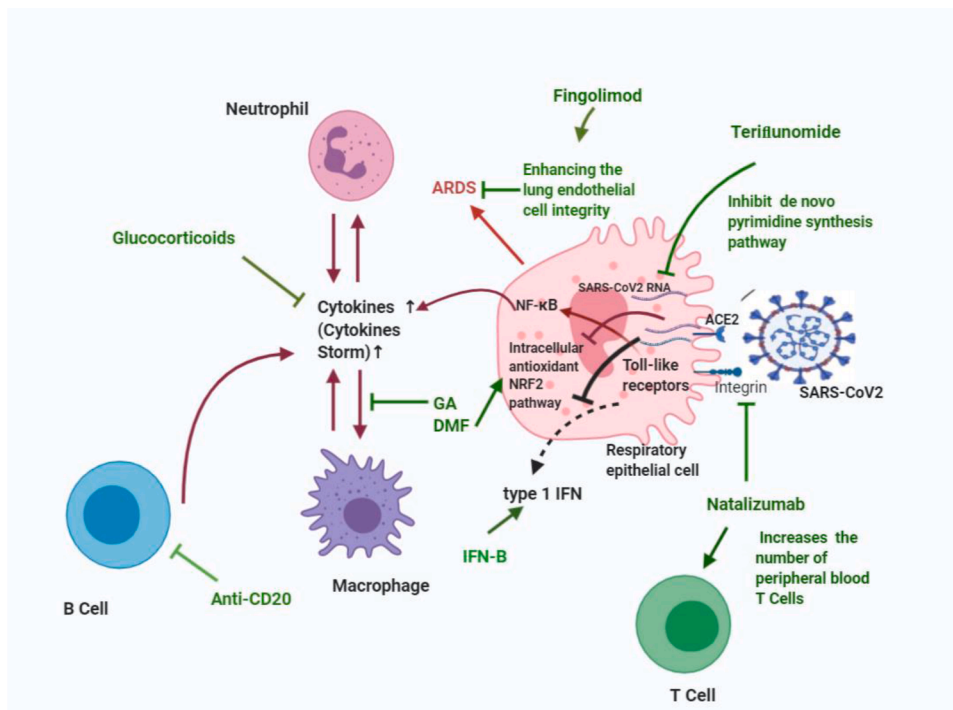 Fingolimod
Neutrophil
Teriflunomide
Enhancing the
lung endothelial
cell integrity
ARDS
Inhibit de novo
pyrimidine synthesis
pathway
Glucocorticoids
SARS-CoV2 RNA
Cytokines ↑
(Cytokines
Storm)↑
NF-κB
ACE2
Intracellular
antioxidant
NRF2
pathway
Toll-like
receptors
Integrin
SARS-CoV2
GA
DMF
Respiratory
epithelial cell
type 1 IFN
Natalizumab
IFN-B
Increases the
number of
peripheral blood
T Cells
Macrophage
Anti-CD20
B Cell
T Cell